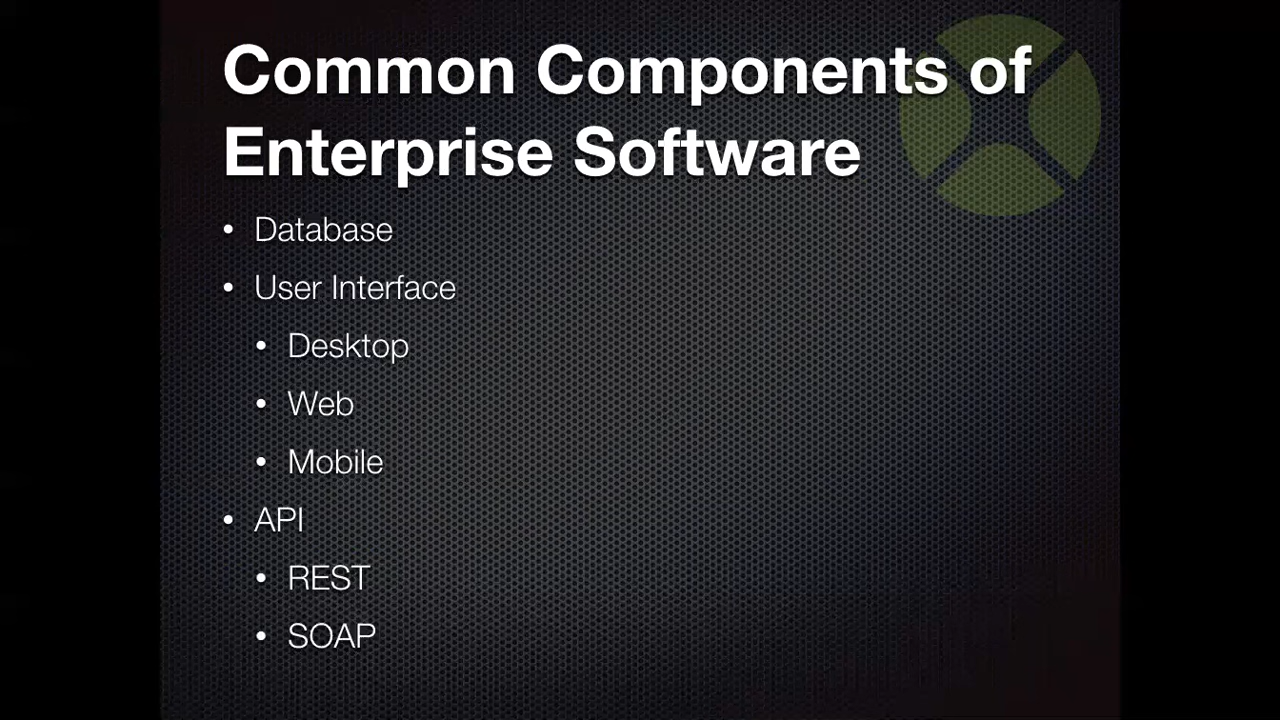 Common Components of
Enterprise Software
• Database
• User Interface
• Desktop
• Web
• Mobile
• API
• REST
• SOAP